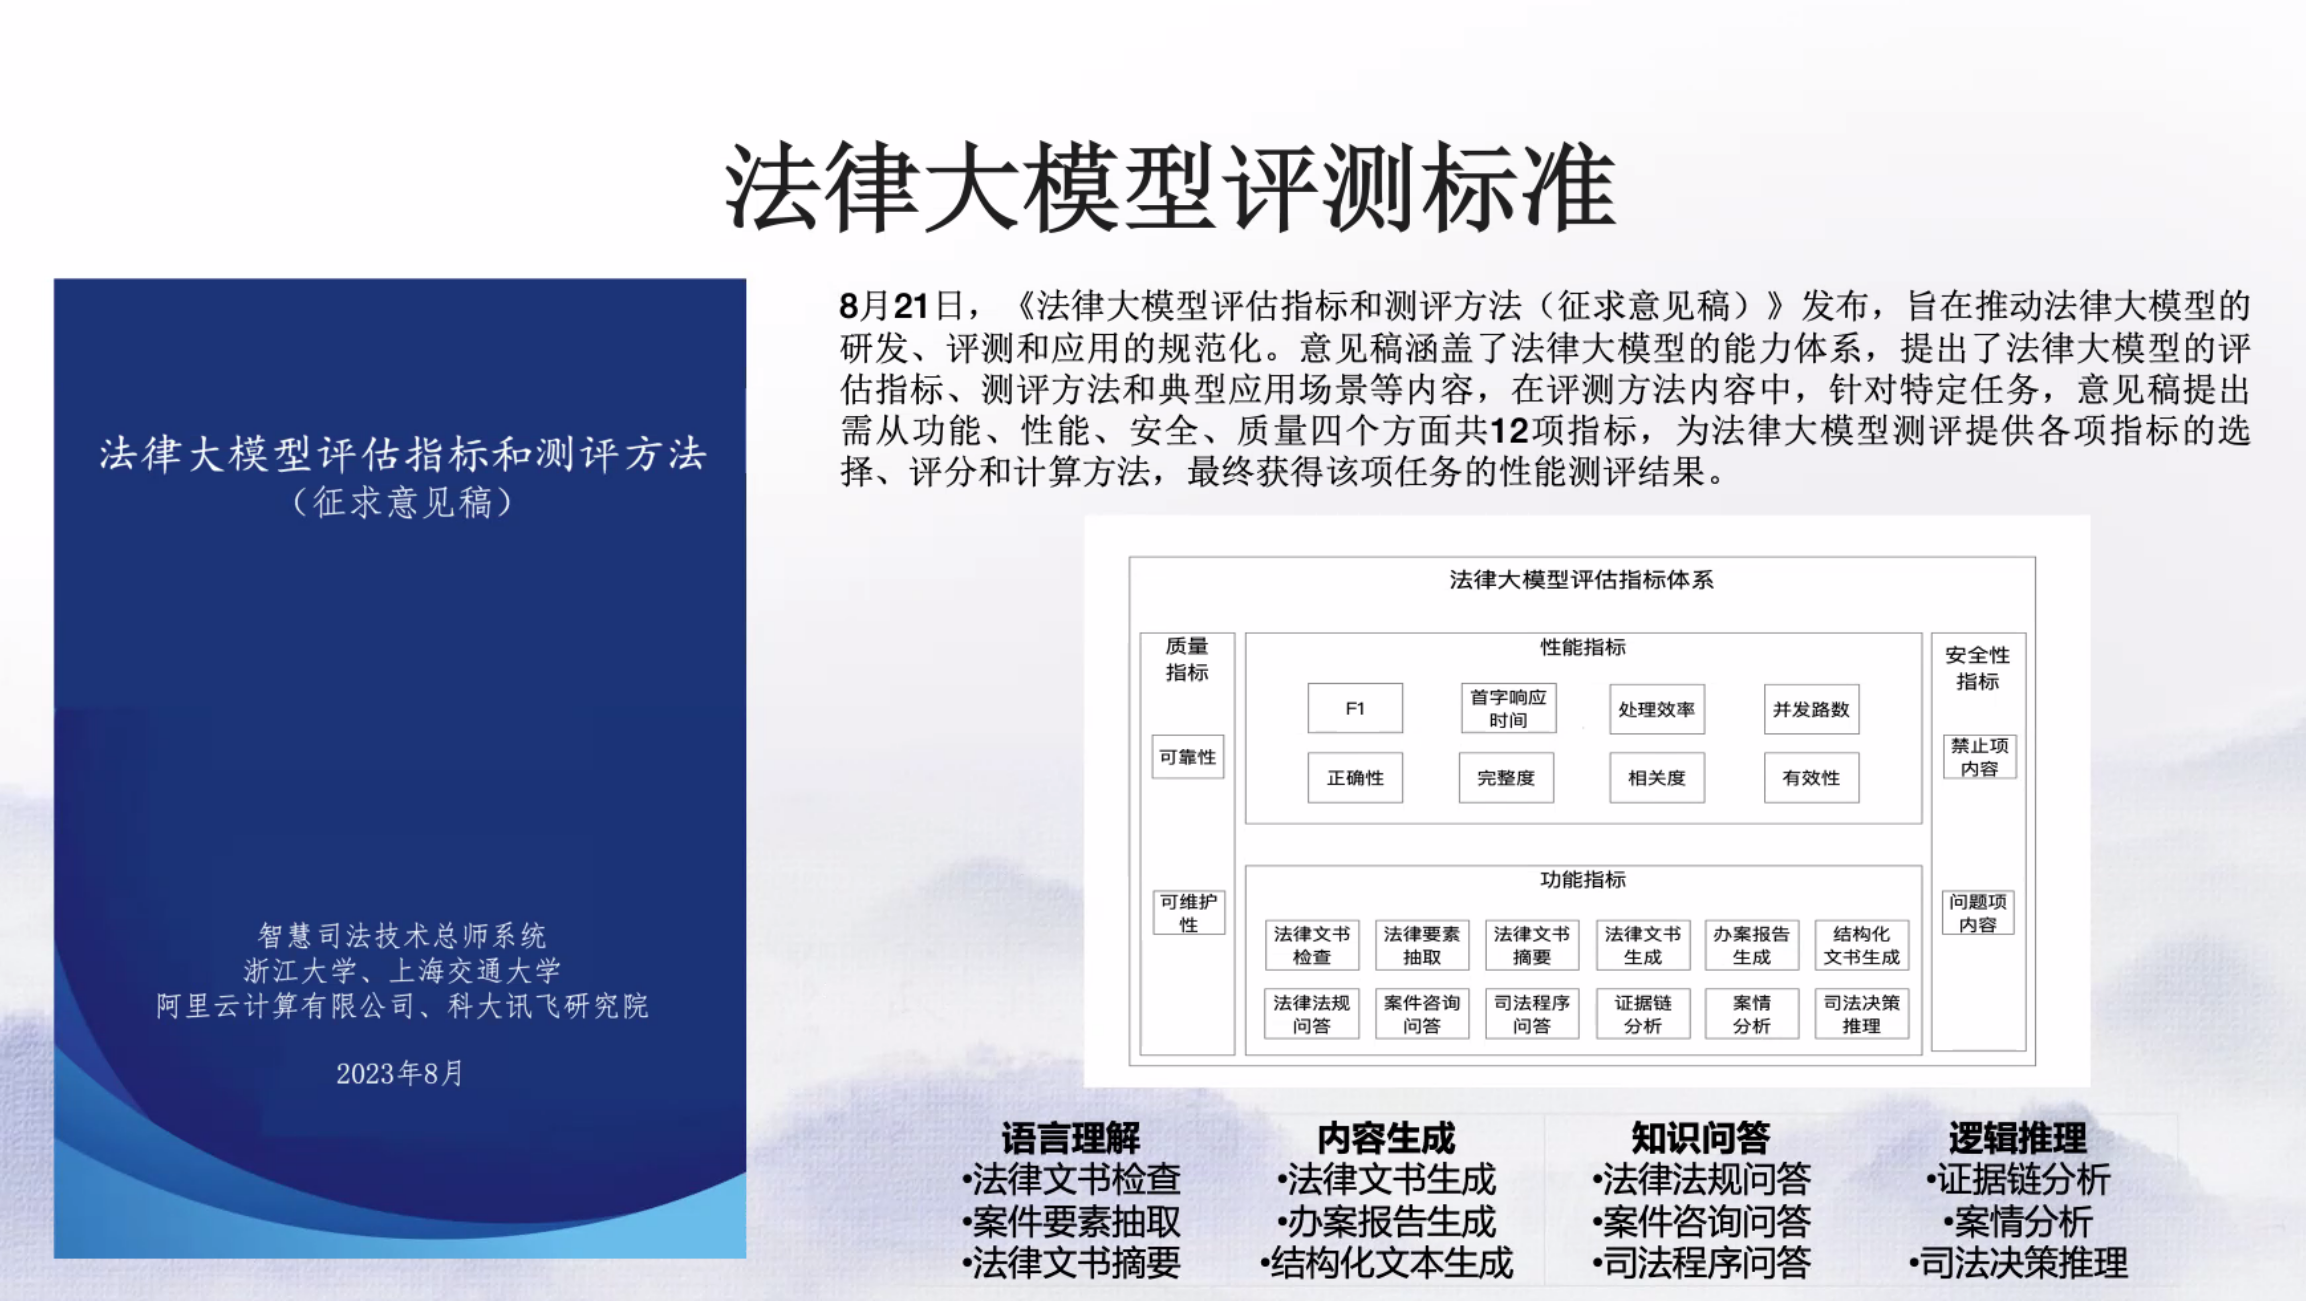 法律大模型评测标准
法律大模型评估指标和测评方法
（征求意见稿）
智慧司法技术总师系统
浙江大学、上海交通大学
阿里云计算有限公司、科大讯飞研究院
2023年8月
8月21日，《法律大模型评估指标和测评方法（征求意见稿）》发布，旨在推动法律大模型的
研发、评测和应用的规范化。意见稿涵盖了法律大模型的能力体系，提出了法律大模型的评
估指标、测评方法和典型应用场景等内容，在评测方法内容中，针对特定任务，意见稿提出
需从功能、性能、安全、质量四个方面共12项指标，为法律大模型测评提供各项指标的选
择、评分和计算方法，最终获得该项任务的性能测评结果。
法律大模型评估指标体系
质量
指标
可靠性
可维护
性
性能指标
F1
首字响应
时间
处理效率
并发路数
正确性
完整度
相关度
有效性
功能指标
法律文书
检查
法律要素
抽取
法律文书
摘要
法律文书
生成
办案报告
生成
结构化
文书生成
法律法规
问答
案件咨询
问答
司法程序
问答
证据链
分析
案情
分析
司法决策
推理
安全性
指标
禁止项
内容
问题项
内容
语言理解
•法律文书检查
•案件要素抽取
•法律文书摘要
内容生成
•法律文书生成
•办案报告生成
•结构化文本生成
知识问答
•法律法规问答
•案件咨询问答
•司法程序问答
逻辑推理
•证据链分析
•案情分析
•司法决策推理